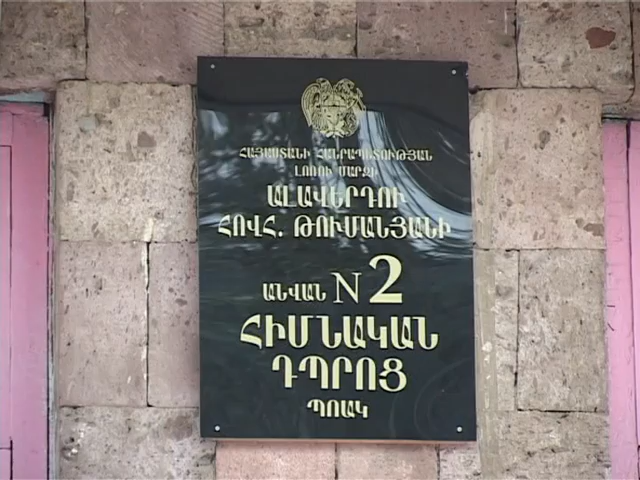 ՀԱՅԱՍՏԱՆԻ ՀԱՆՐԱՊԵՏՈՒԹՅԱՆ
ԼՈՌՈՒ ՄԱՐԶԻ
ԱԼԱՎԵՐԴՈՒ
ՀՈՎՀ. ԹՈՒՄԱՆՅԱՆԻ
ԱՆՎԱՆ N 2
ՀԻՄՆԱԿԱՆ
ԴՊՐՈՑ
ՊՈԱԿ